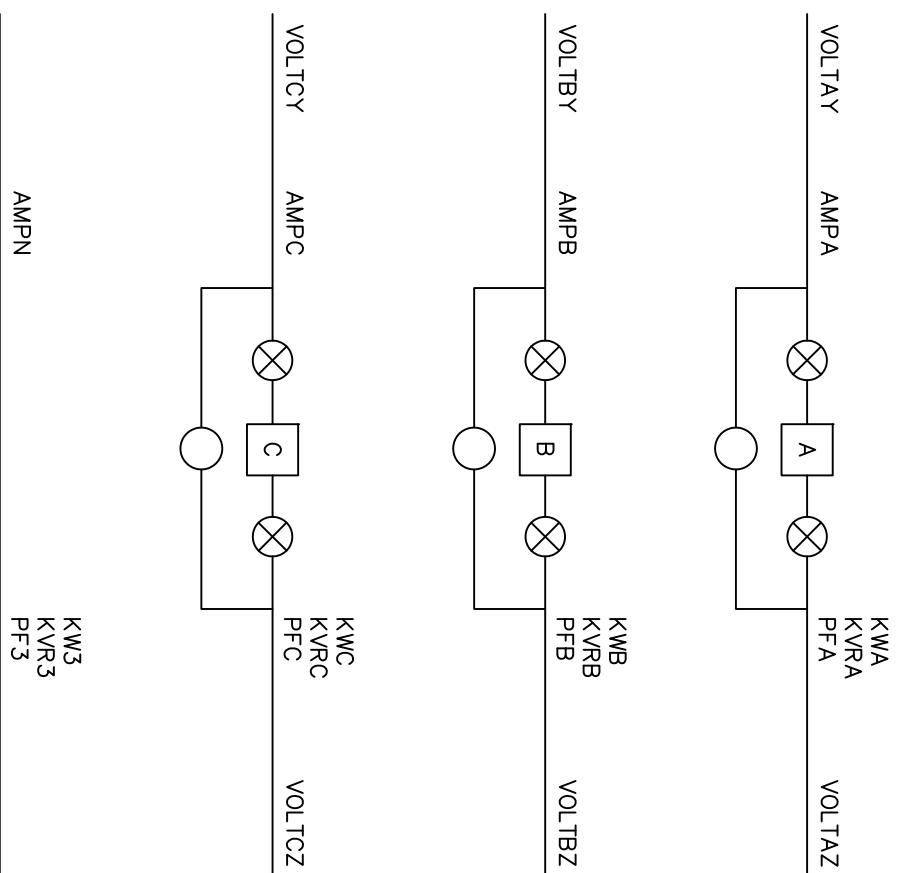 VOLTAY
AMPA
A
KWA
KVRA
PFA
VOLTAZ
VOLTBY
AMPB
B
KWB
KVRB
PFB
VOLTBZ
VOLTCY
AMPC
C
KWC
KVRC
PFC
VOLTCZ
AMPN
KW3
KVR3
PF3